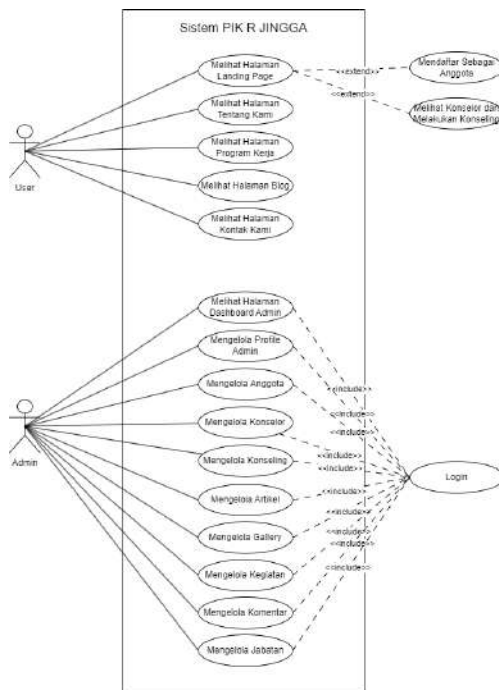 Sistem PIK R JINGGA
Melihat Halaman
Landing Page
<<extend>>
Mendaftar Sebagai
Anggota
<<extend>>
Melihat Konselor dan
Melakukan Konseling
Melihat Halaman
Tentang Kami
Melihat Halaman
Program Kerja
User
Melihat Halaman Blog
Melihat Halaman
Kontak Kami
Melihat Halaman
Dashboard Admin
Mengelola Profile
Admin
Mengelola Anggota
<<include>>
<<include>>
<<include>>
Mengelola Konselor
Admin
Mengelola Konseling
<<include>>
<<include>>
Login
Mengelola Artikel
<<include>>
Mengelola Gallery
<<include>>
<<include>>
<<include>>
Mengelola Kegiatan
<<include>>
Mengelola Komentar
Mengelola Jabatan